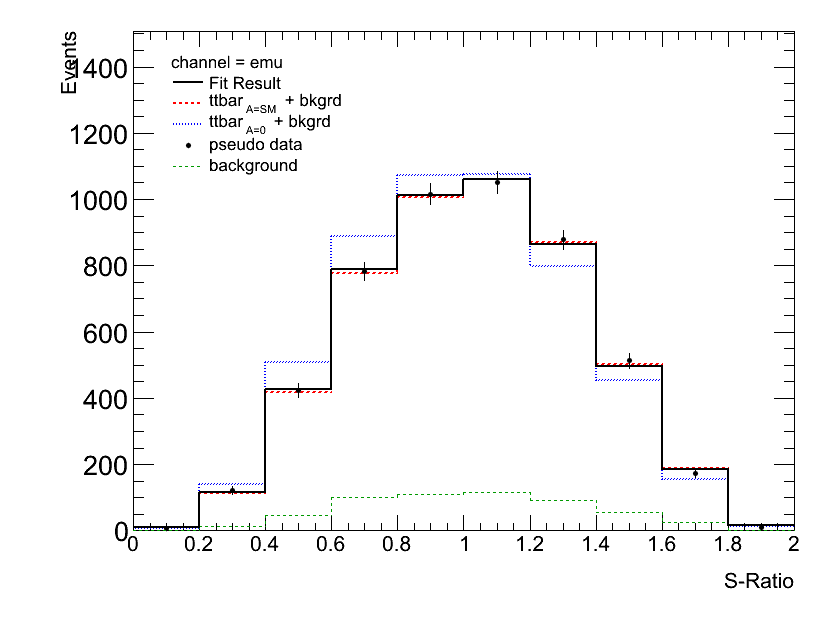 Events
channel = emu
Fit Result
ttbar A=SM + bkgrd
ttbar A=0 + bkgrd
pseudo data
background
1400
1200
1000
800
600
400
200
0
0 0.2 0.4 0.6 0.8 1 1.2 1.4 1.6 1.8 2
S-Ratio